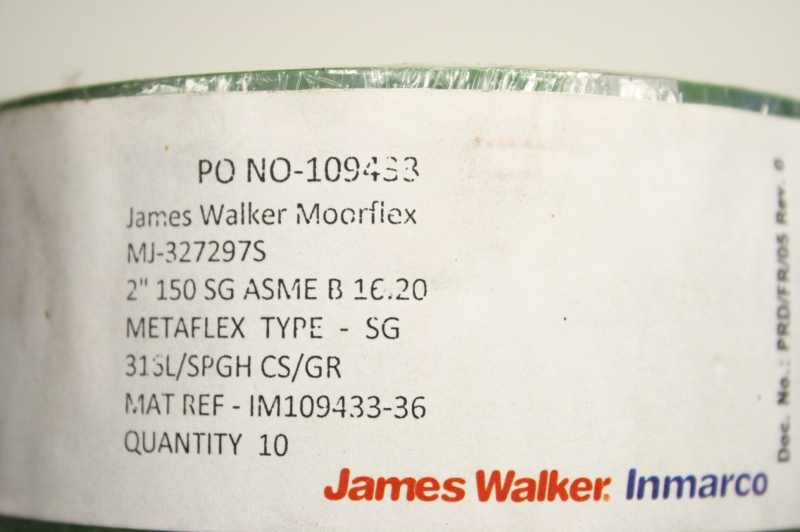 PO NO-109433
James Walker Moorflex
MJ-327297S
2" 150 SG ASME B 16.20
METAFLEX TYPE - SG
316L/SPGH CS/GR
MAT REF - IM109433-36
QUANTITY 10
James Walker® Inmarco
Doc. No.: PRD/FR/05 Rev. 0